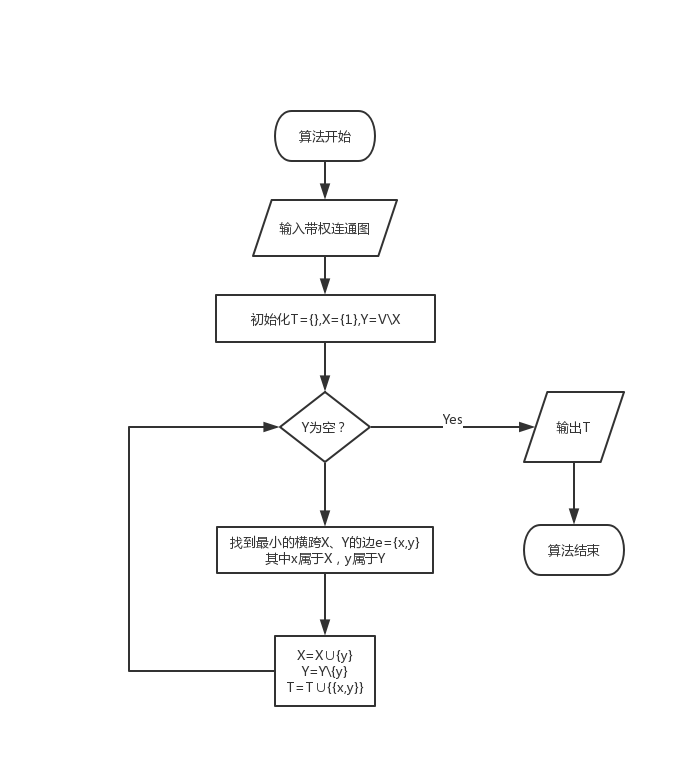 算法开始
输入带权连通图
初始化T={},X={1},Y=V\X
Y为空？
Yes
输出T
找到最小的横跨X、Y的边e={x,y}
其中x属于X，y属于Y
算法结束
X=X∪{y}
Y=Y\{y}
T=T∪{{x,y}}